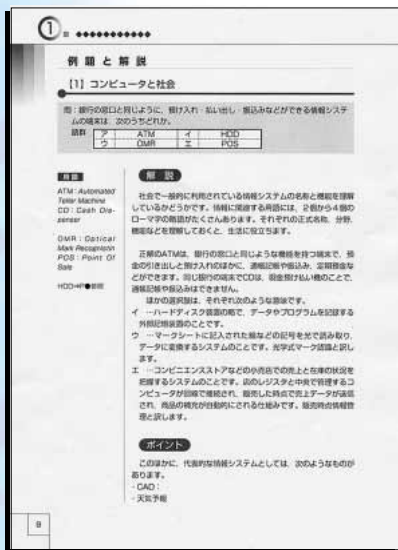 ① 章 ●●●●●●●●●●●
例題と解説
【1】コンピュータと社会
問：銀行の窓口と同じように、預け入れ・払い出し・振込みなどができる情報システ
ムの端末は、次のうちどれか。
語群 ア ATM イ HDD
ウ OMR エ POS
用語
ATM：Automated
Teller Machine
CD：Cash Dis-
penser
OMR：Optical
Mark Recognition
POS：Point Of
Sale
HDD→P●参照
解説
社会で一般的に利用されている情報システムの名称と機能を理解
しているかどうかです。情報に関連する用語には、2個から4個の
ローマ字の略語がたくさんあります。それぞれの正式名称、分野、
機能などを理解しておくと、生活に役立ちます。
正解のATMは、銀行の窓口と同じような機能を持つ端末で、預
金の引き出しと預け入れのほかに、通帳記帳や振込み、定期預金な
どができます。同じ銀行の端末でCDは、現金預け払い機のことで、
通帳記帳や振込みはできません。
ほかの選択肢は、それぞれ次のような意味です。
イ …ハードディスク装置の略で、データやプログラムを記録する
外部記憶装置のことです。
ウ …マークシートに記入された線などの記号を光で読み取り、
データに変換するシステムのことです。光学式マーク認識と訳し
ます。
エ …コンビニエンスストアなどの小売店での売上と在庫の状況を
把握するシステムのことです。店のレジスタと中央で管理するコ
ンピュータが回線で接続され、販売した時点で売上データが送信
され、商品の補充が自動的にされる仕組みです。販売時点情報管
理と訳します。
ポイント
このほかに、代表的な情報システムとしては、次のようなものが
あります。
・CAD：
・天気予報
8